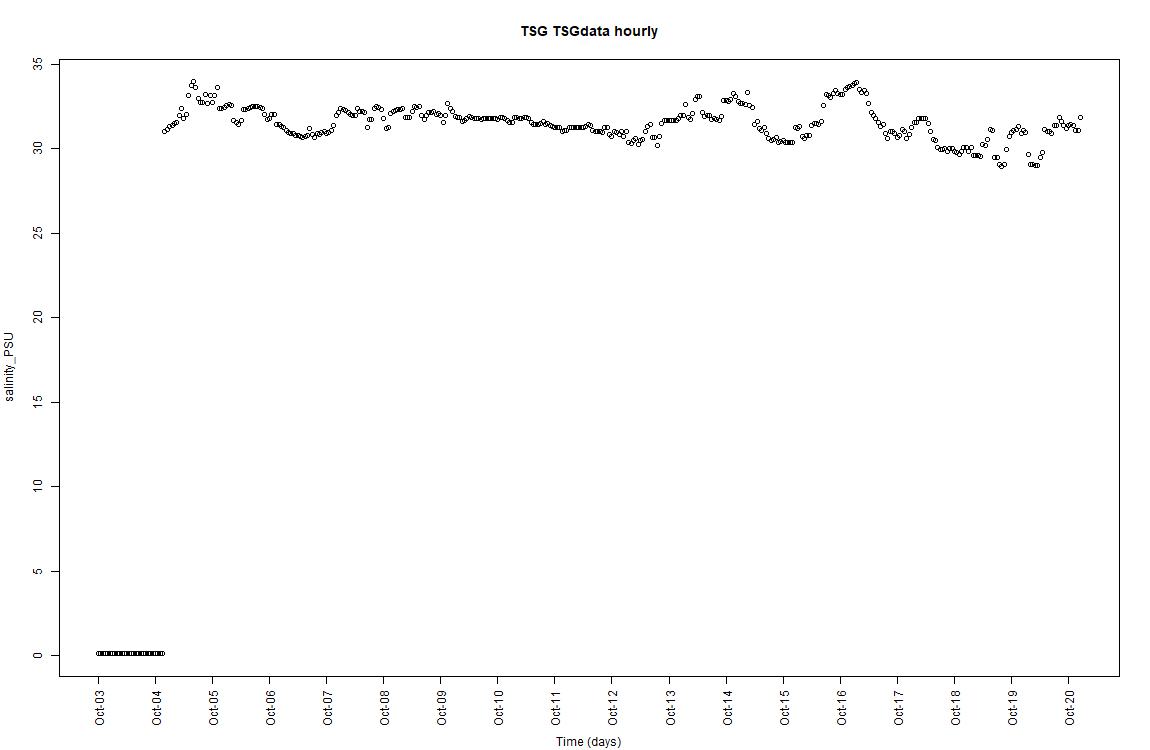 TSG TSGdata hourly
salinity_PSU
35
30
25
20
15
10
5
0
Oct-03
Oct-04
Oct-05
Oct-06
Oct-07
Oct-08
Oct-09
Oct-10
Oct-11
Oct-12
Oct-13
Oct-14
Oct-15
Oct-16
Oct-17
Oct-18
Oct-19
Oct-20
Time (days)